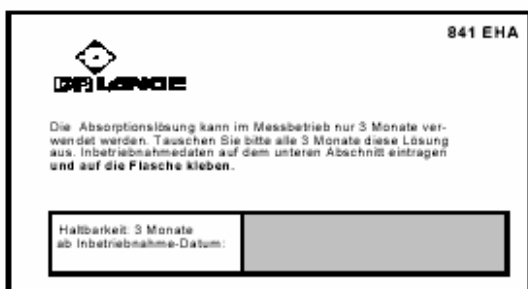 841 EHA
DR LANGE
Die Absorptionslösung kann im Messbetrieb nur 3 Monate ver-
wendet werden. Tauschen Sie bitte alle 3 Monate diese Lösung
aus. Inbetriebnahmedaten auf dem unteren Abschnitt eintragen
und auf die Flasche kleben.
Haltbarkeit: 3 Monate
ab Inbetriebnahme-Datum: